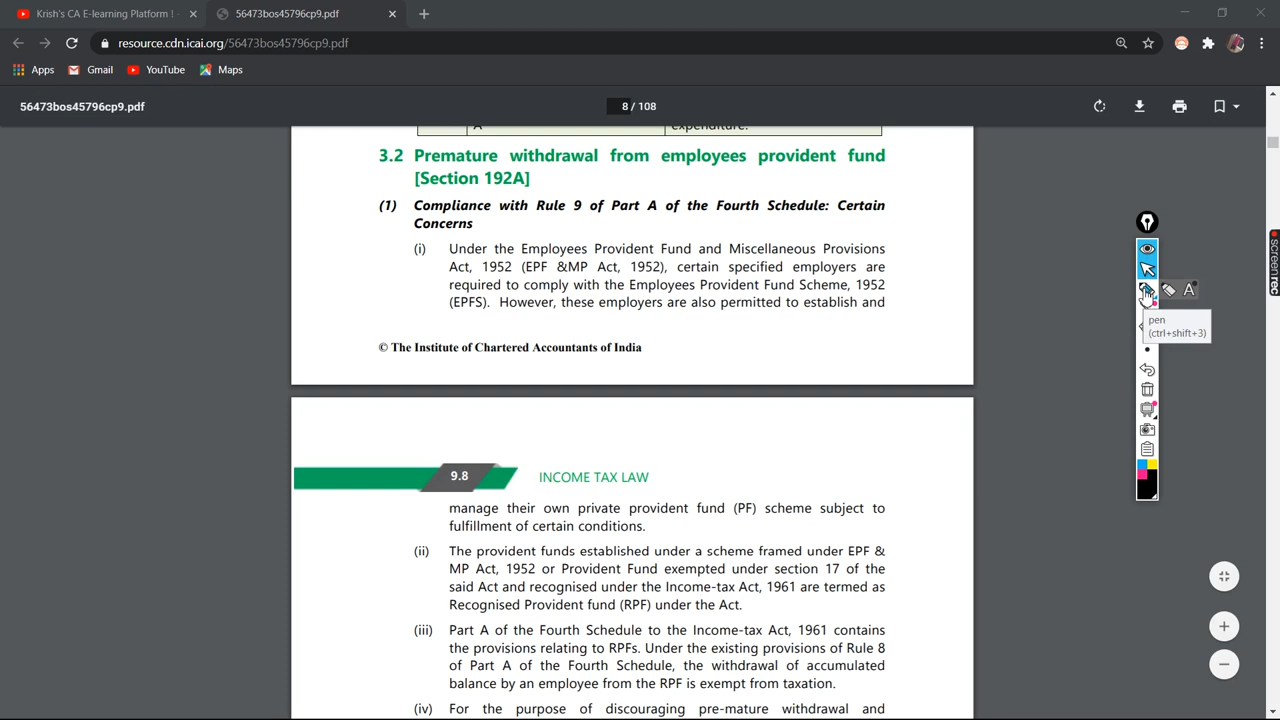 Krish's CA E-learning Platform ! -
56473bos45796cp9.pdf
resource.cdn.icai.org/56473bos45796cp9.pdf
Apps Gmail YouTube Maps
56473bos45796cp9.pdf
8 / 108
A expenditure.
3.2 Premature withdrawal from employees provident fund
[Section 192A]
(1) Compliance with Rule 9 of Part A of the Fourth Schedule: Certain
Concerns
(i) Under the Employees Provident Fund and Miscellaneous Provisions
Act, 1952 (EPF &MP Act, 1952), certain specified employers are
required to comply with the Employees Provident Fund Scheme, 1952
(EPFS). However, these employers are also permitted to establish and
© The Institute of Chartered Accountants of India
9.8 INCOME TAX LAW
manage their own private provident fund (PF) scheme subject to
fulfillment of certain conditions.
(ii) The provident funds established under a scheme framed under EPF &
MP Act, 1952 or Provident Fund exempted under section 17 of the
said Act and recognised under the Income-tax Act, 1961 are termed as
Recognised Provident fund (RPF) under the Act.
(iii) Part A of the Fourth Schedule to the Income-tax Act, 1961 contains
the provisions relating to RPFs. Under the existing provisions of Rule 8
of Part A of the Fourth Schedule, the withdrawal of accumulated
balance by an employee from the RPF is exempt from taxation.
(iv) For the purpose of discouraging pre-mature withdrawal and
A
pen
(ctrl+shift+3)
screenrec